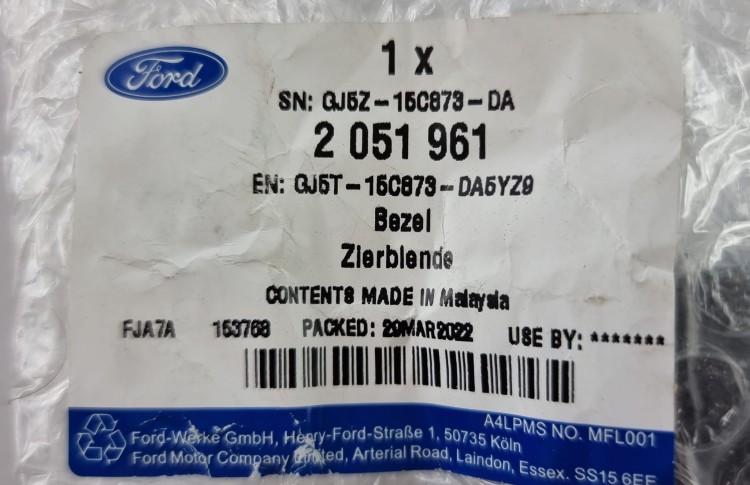 Ford
1 x
SN: GJ5Z-15C873-DA
2 051 961
EN: GJ5T-15C873-DA5YZ9
Bezel
Zierblende
CONTENTS MADE IN Malaysia
FJA7A 153768 PACKED: 29MAR2022 USE BY: *******
A4LPMS NO. MFL001
Ford-Werke GmbH, Henry-Ford-Straße 1, 50735 Köln
Ford Motor Company Limited, Arterial Road, Laindon, Essex. SS15 6EE